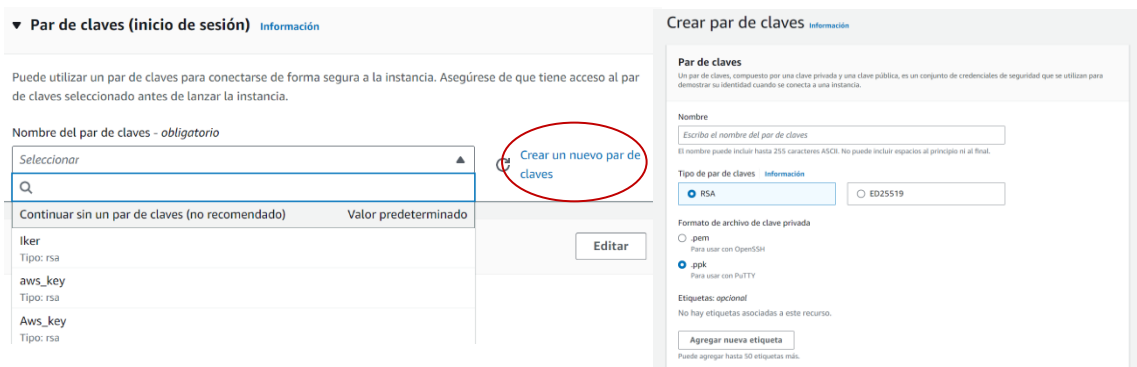 ▼ Par de claves (inicio de sesión) Información
Puede utilizar un par de claves para conectarse de forma segura a la instancia. Asegúrese de que tiene acceso al par
de claves seleccionado antes de lanzar la instancia.
Nombre del par de claves - obligatorio
Seleccionar
Crear un nuevo par de
claves
Continuar sin un par de claves (no recomendado) Valor predeterminado
Iker
Tipo: rsa
aws_key
Tipo: rsa
Aws_key
Tipo: rsa
Editar
Crear par de claves Información
Par de claves
Un par de claves, compuesto por una clave privada y una clave pública, es un conjunto de credenciales de seguridad que se utilizan para
demostrar su identidad cuando se conecta a una instancia.
Nombre
Escriba el nombre del par de claves
El nombre puede incluir hasta 255 caracteres ASCII. No puede incluir espacios al principio ni al final.
Tipo de par de claves Información
RSA
ED25519
Formato de archivo de clave privada
.pem
Para usar con OpenSSH
.ppk
Para usar con PuTTY
Etiquetas: opcional
No hay etiquetas asociadas a este recurso.
Agregar nueva etiqueta
Puede agregar hasta 50 etiquetas más.